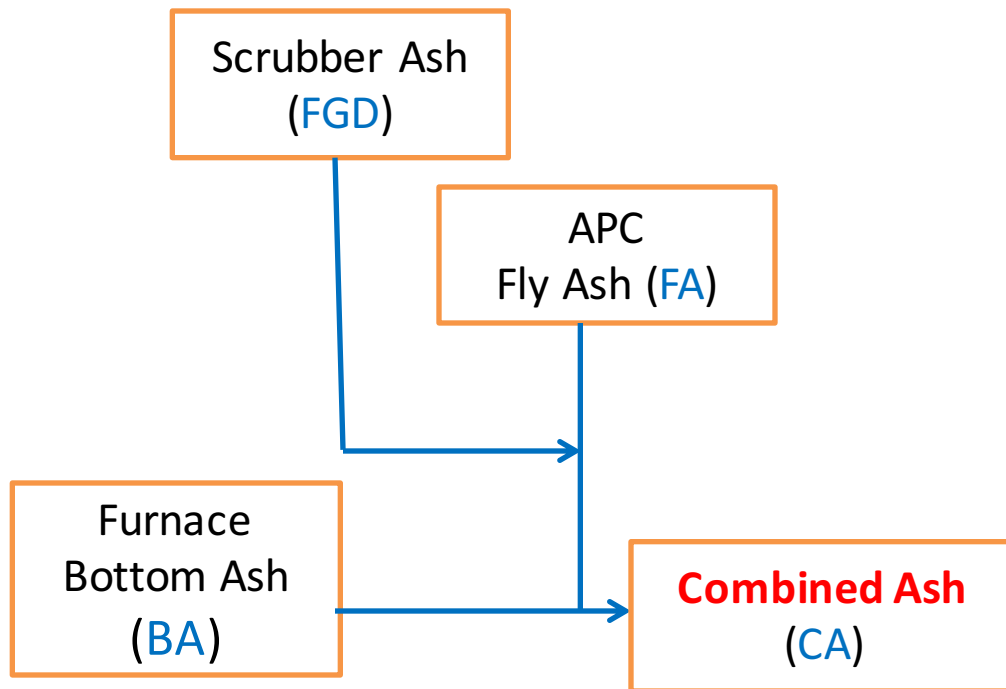 Scrubber Ash
(FGD)
APC
Fly Ash (FA)
Furnace
Bottom Ash
(BA)
Combined Ash
(CA)